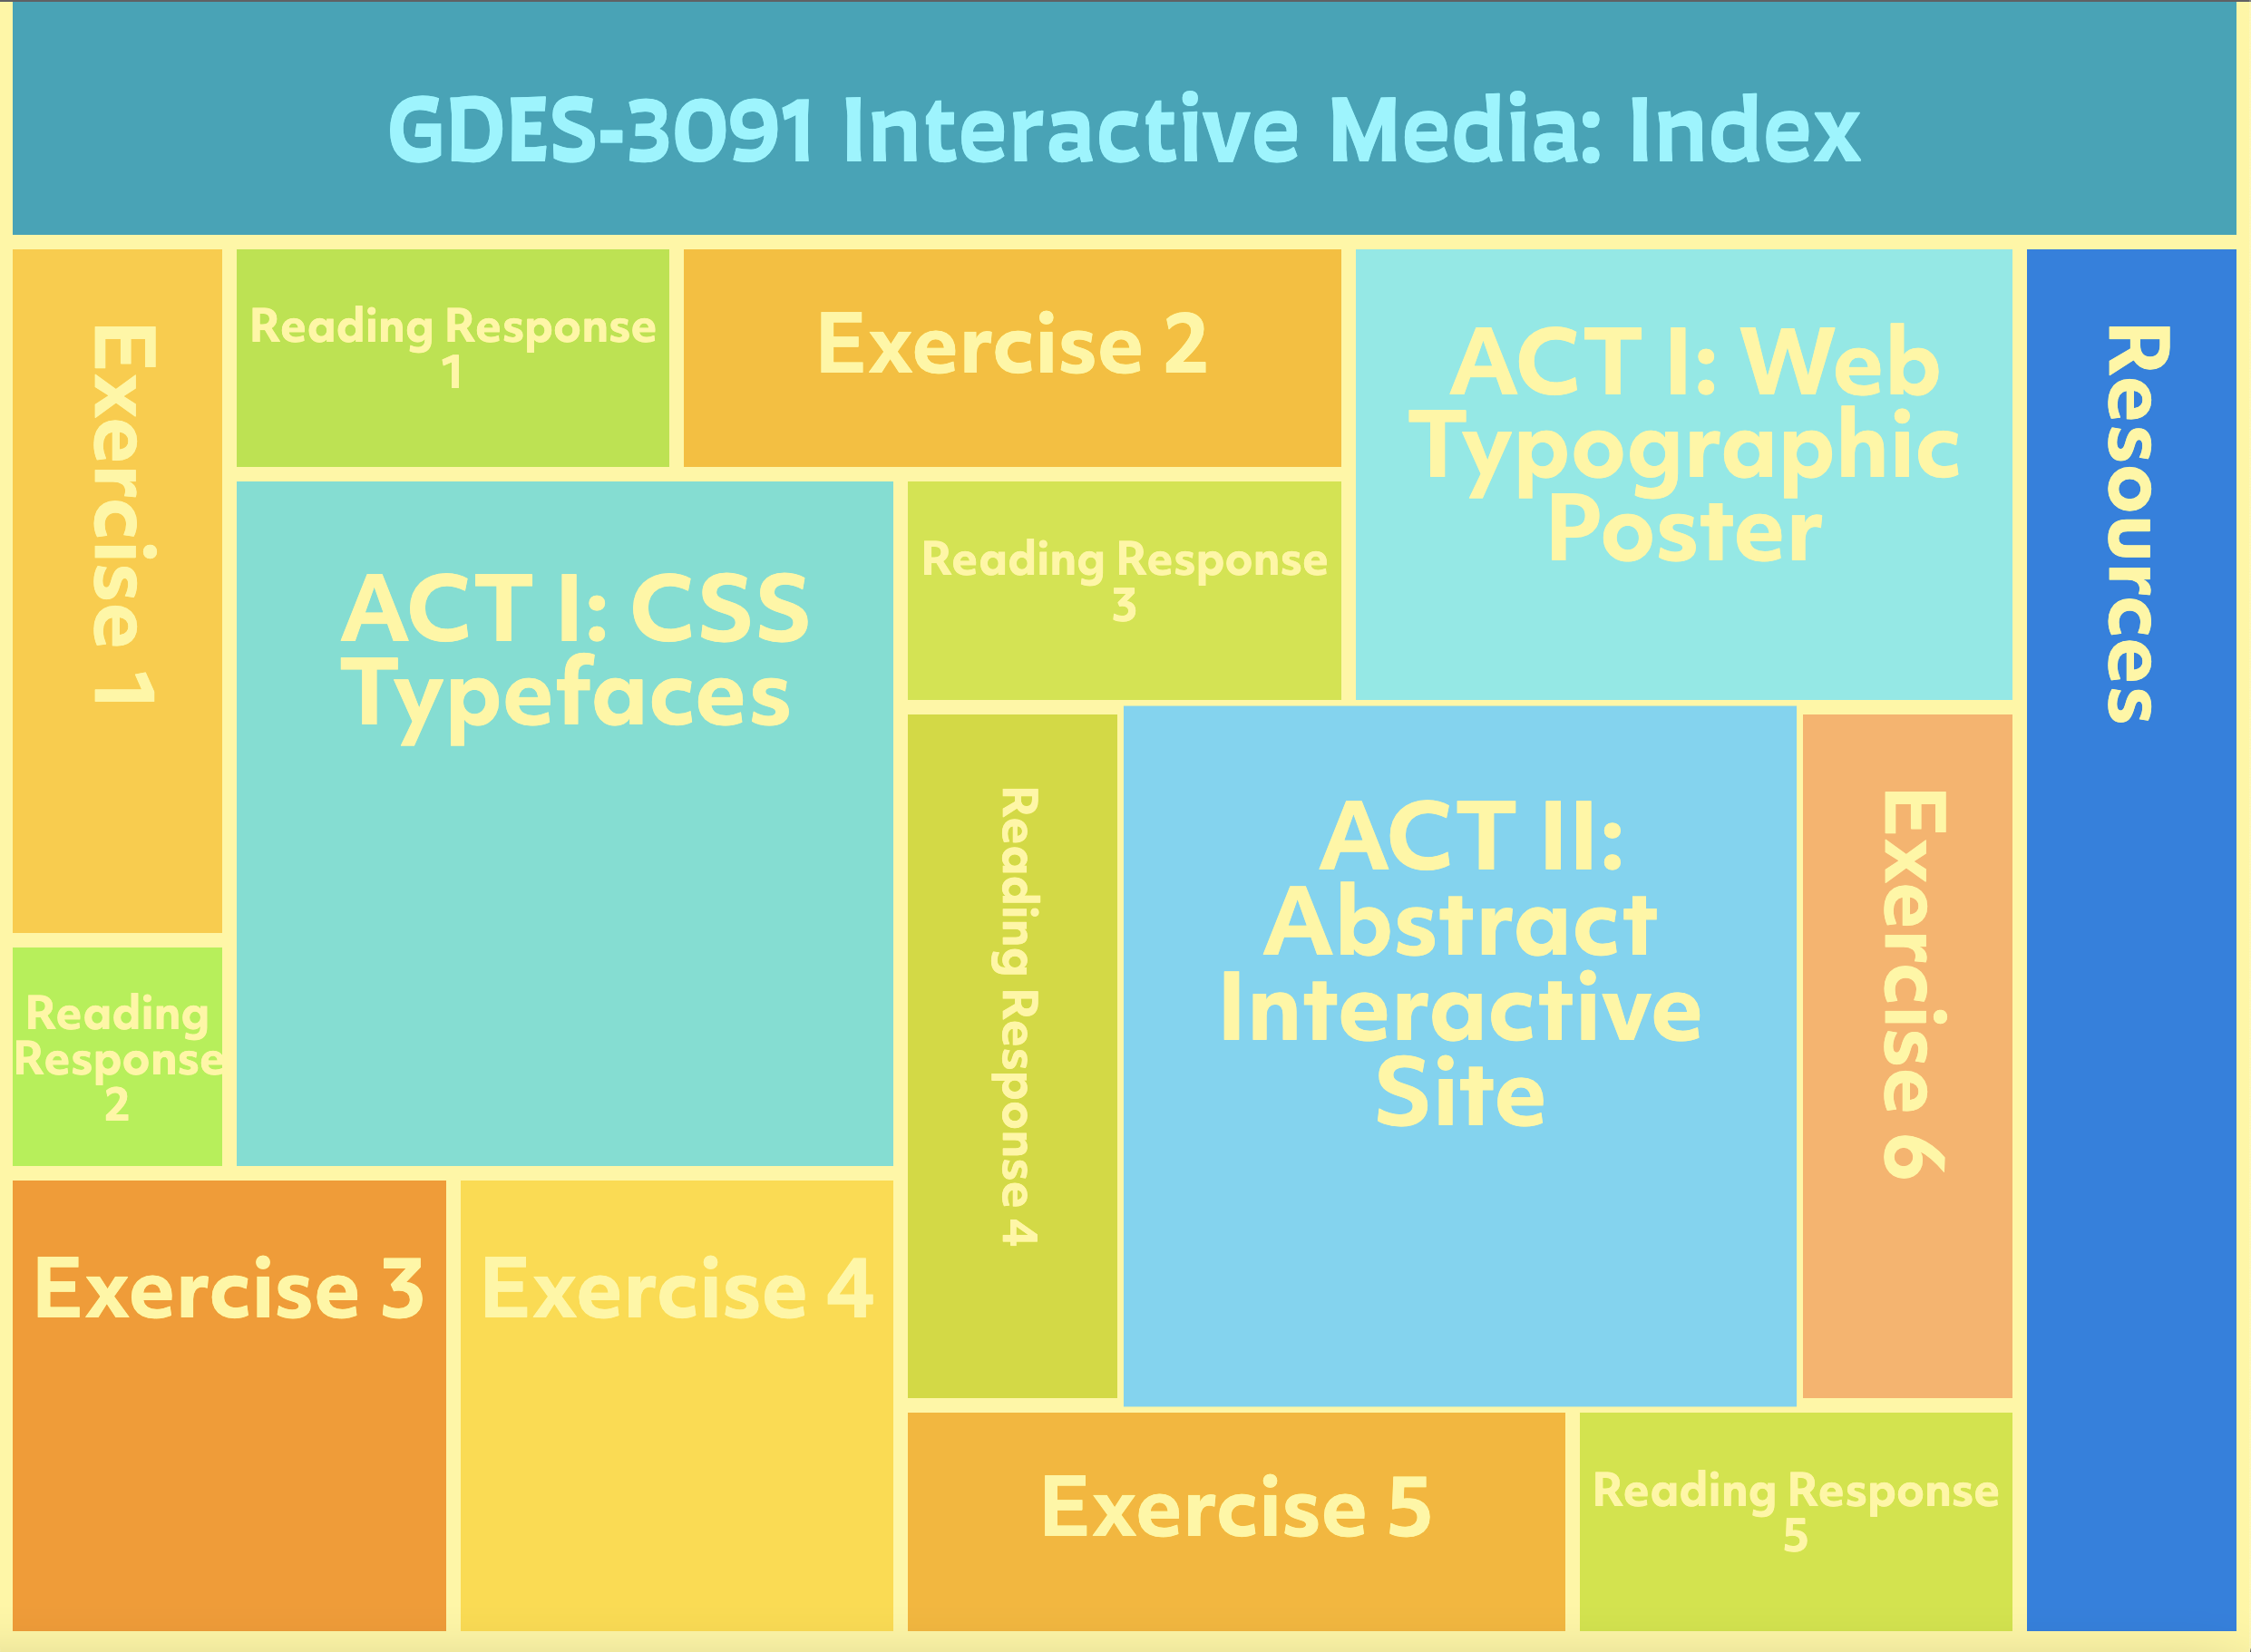 GDES-3091 Interactive Media: Index
Exercise 1
Reading Response
1
Exercise 2
ACT I: Web
Typographic
Poster
Resources
ACT I: CSS
Typefaces
Reading Response
3
Reading Response 4
ACT II:
Abstract
Interactive
Site
Exercise 6
Reading
Response
2
Exercise 3
Exercise 4
Exercise 5
Reading Response
5